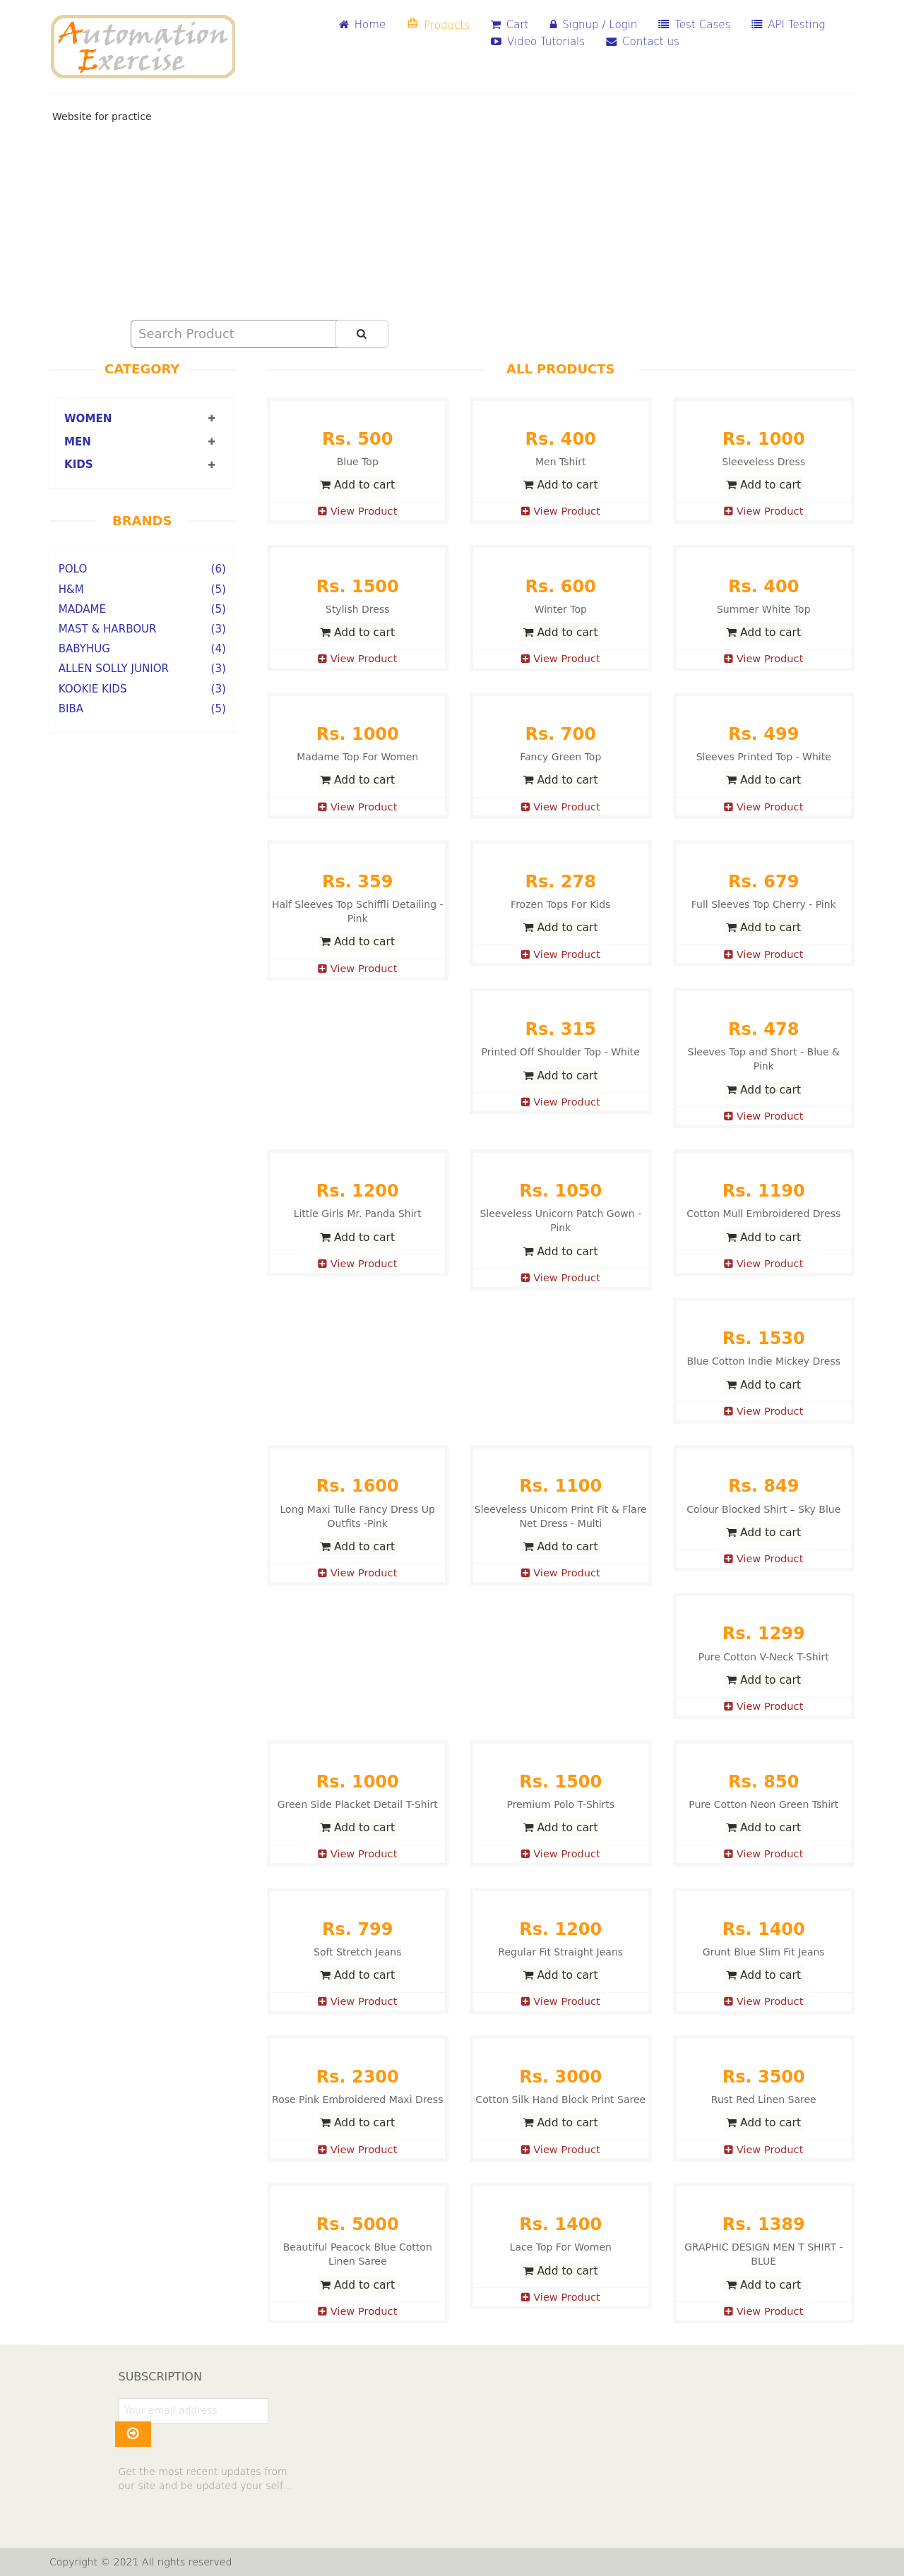 Automation
Exercise
Home
Products
Cart
Signup / Login
Test Cases
API Testing
Video Tutorials
Contact us
Website for practice
Search Product
CATEGORY
WOMEN
MEN
KIDS
BRANDS
POLO (6)
H&M (5)
MADAME (5)
MAST & HARBOUR (3)
BABYHUG (4)
ALLEN SOLLY JUNIOR (3)
KOOKIE KIDS (3)
BIBA (5)
ALL PRODUCTS
Rs. 500
Blue Top
Add to cart
View Product
Rs. 400
Men Tshirt
Add to cart
View Product
Rs. 1000
Sleeveless Dress
Add to cart
View Product
Rs. 1500
Stylish Dress
Add to cart
View Product
Rs. 600
Winter Top
Add to cart
View Product
Rs. 400
Summer White Top
Add to cart
View Product
Rs. 1000
Madame Top For Women
Add to cart
View Product
Rs. 700
Fancy Green Top
Add to cart
View Product
Rs. 499
Sleeves Printed Top - White
Add to cart
View Product
Rs. 359
Half Sleeves Top Schiffli Detailing -
Pink
Add to cart
View Product
Rs. 278
Frozen Tops For Kids
Add to cart
View Product
Rs. 679
Full Sleeves Top Cherry - Pink
Add to cart
View Product
Rs. 315
Printed Off Shoulder Top - White
Add to cart
View Product
Rs. 478
Sleeves Top and Short - Blue &
Pink
Add to cart
View Product
Rs. 1200
Little Girls Mr. Panda Shirt
Add to cart
View Product
Rs. 1050
Sleeveless Unicorn Patch Gown -
Pink
Add to cart
View Product
Rs. 1190
Cotton Mull Embroidered Dress
Add to cart
View Product
Rs. 1530
Blue Cotton Indie Mickey Dress
Add to cart
View Product
Rs. 1600
Long Maxi Tulle Fancy Dress Up
Outfits -Pink
Add to cart
View Product
Rs. 1100
Sleeveless Unicorn Print Fit & Flare
Net Dress - Multi
Add to cart
View Product
Rs. 849
Colour Blocked Shirt – Sky Blue
Add to cart
View Product
Rs. 1299
Pure Cotton V-Neck T-Shirt
Add to cart
View Product
Rs. 1000
Green Side Placket Detail T-Shirt
Add to cart
View Product
Rs. 1500
Premium Polo T-Shirts
Add to cart
View Product
Rs. 850
Pure Cotton Neon Green Tshirt
Add to cart
View Product
Rs. 799
Soft Stretch Jeans
Add to cart
View Product
Rs. 1200
Regular Fit Straight Jeans
Add to cart
View Product
Rs. 1400
Grunt Blue Slim Fit Jeans
Add to cart
View Product
Rs. 2300
Rose Pink Embroidered Maxi Dress
Add to cart
View Product
Rs. 3000
Cotton Silk Hand Block Print Saree
Add to cart
View Product
Rs. 3500
Rust Red Linen Saree
Add to cart
View Product
Rs. 5000
Beautiful Peacock Blue Cotton
Linen Saree
Add to cart
View Product
Rs. 1400
Lace Top For Women
Add to cart
View Product
Rs. 1389
GRAPHIC DESIGN MEN T SHIRT -
BLUE
Add to cart
View Product
SUBSCRIPTION
Your email address
Get the most recent updates from
our site and be updated your self...
Copyright © 2021 All rights reserved